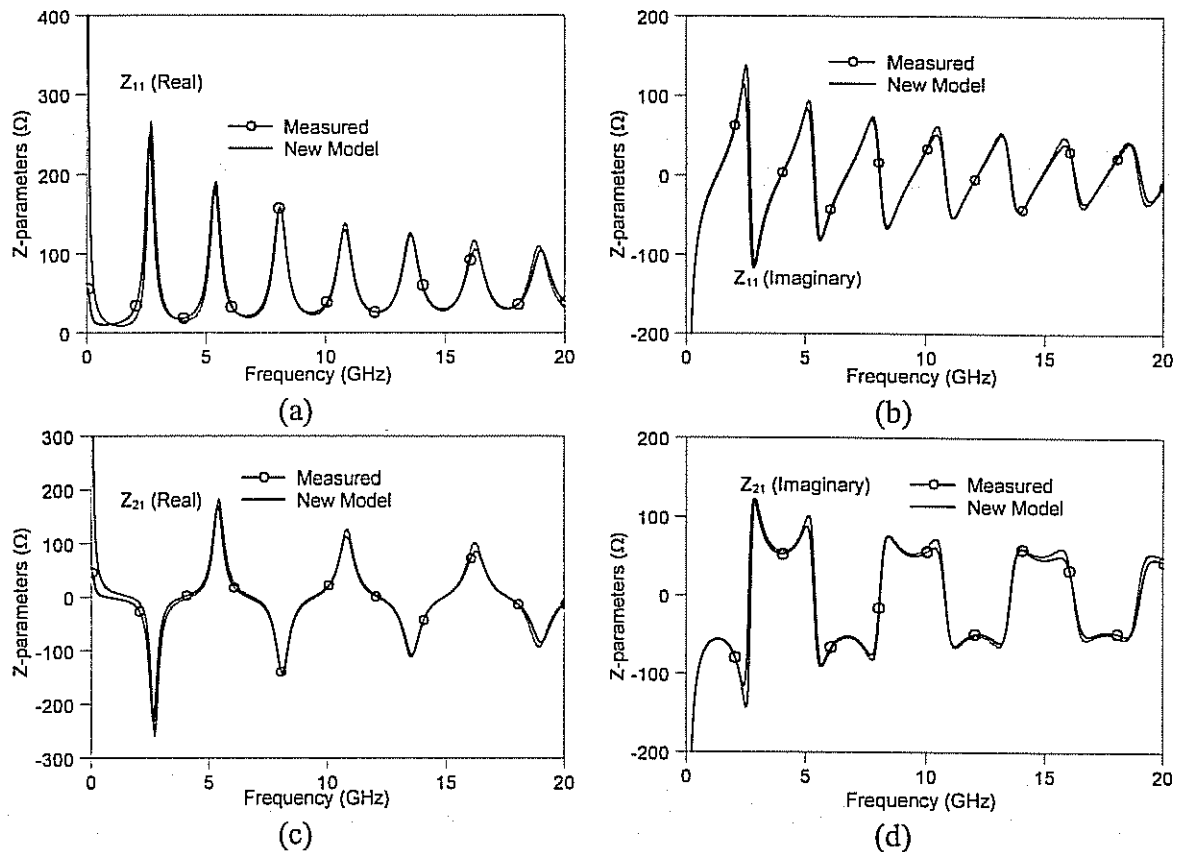 400
300
200
100
0
Z-parameters (Ω)
Z11 (Real)
Measured
New Model
0 5 10 15 20
Frequency (GHz)
(a)
200
100
0
-100
-200
Z-parameters (Ω)
Measured
New Model
Z11 (Imaginary)
0 5 10 15 20
Frequency (GHz)
(b)
300
200
100
0
-100
-200
-300
Z-parameters (Ω)
Z21 (Real)
Measured
New Model
0 5 10 15 20
Frequency (GHz)
(c)
200
100
0
-100
-200
Z-parameters (Ω)
Z21 (Imaginary)
Measured
New Model
0 5 10 15 20
Frequency (GHz)
(d)